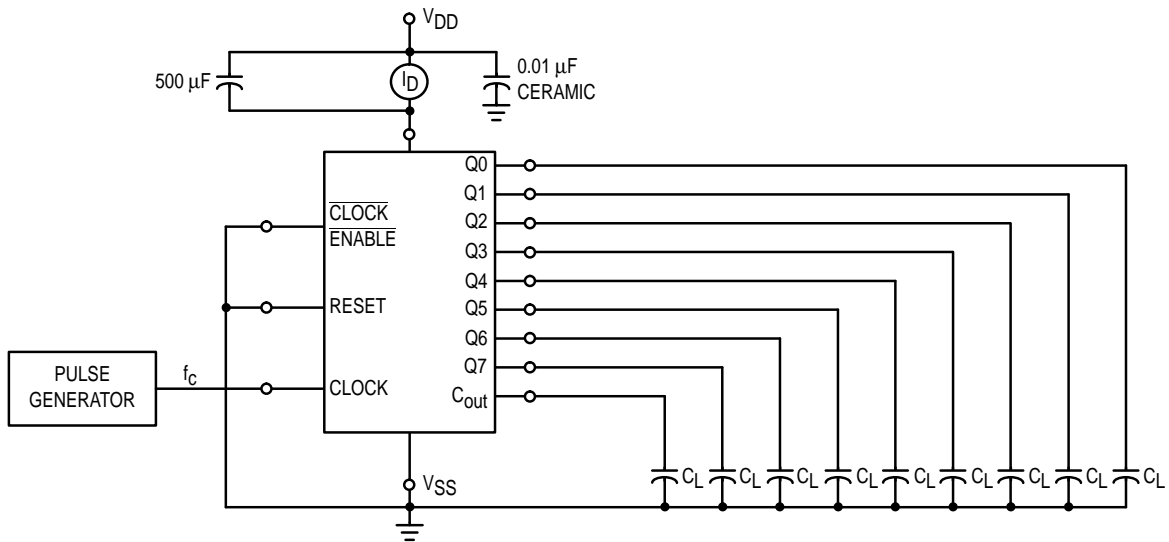 VDD
500 μF
ID
0.01 μF
CERAMIC
CLOCK
ENABLE
RESET
CLOCK
PULSE
GENERATOR
fc
Q0
Q1
Q2
Q3
Q4
Q5
Q6
Q7
Cout
VSS
CL
CL
CL
CL
CL
CL
CL
CL
CL